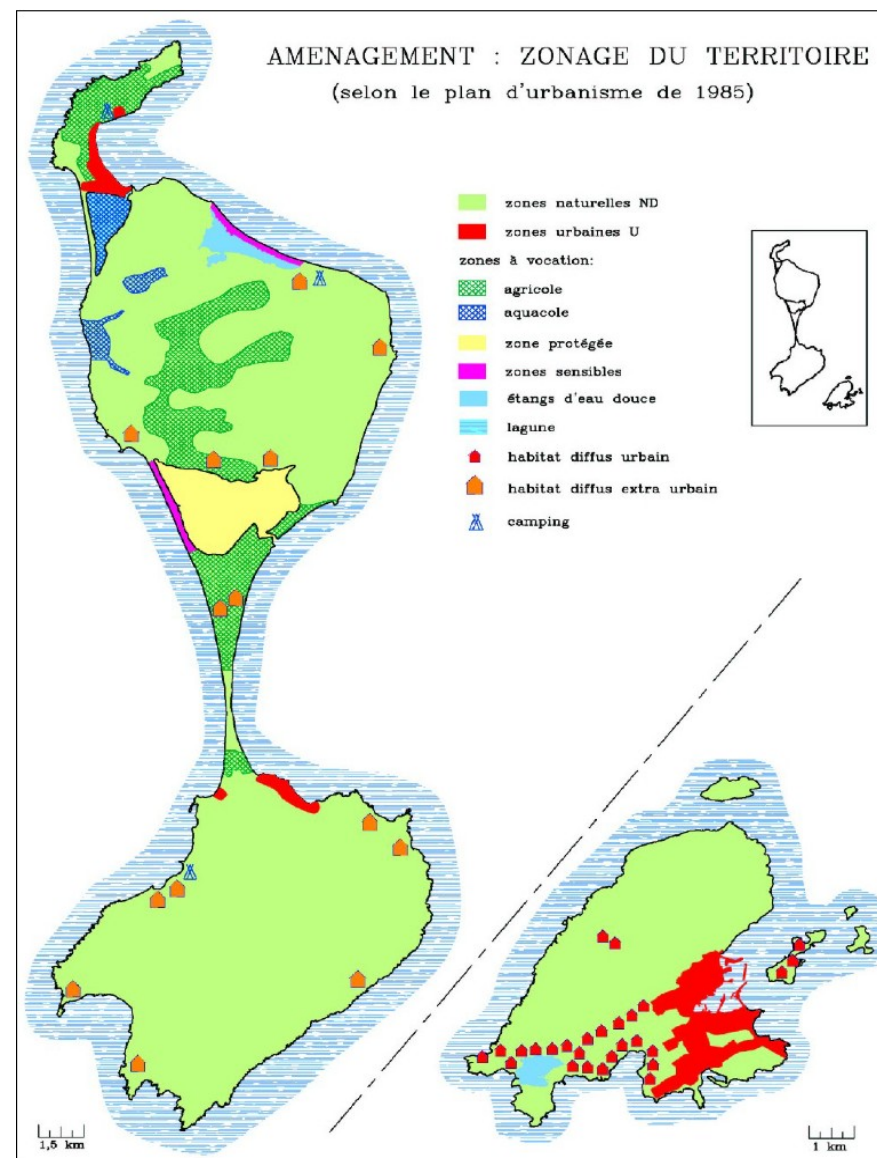 AMENAGEMENT : ZONAGE DU TERRITOIRE
(selon le plan d'urbanisme de 1985)
zones naturelles ND
zones urbaines U
zones à vocation:
agricole
aquacole
zone protégée
zones sensibles
étangs d'eau douce
lagune
habitat diffus urbain
habitat diffus extra urbain
camping
1,5 km
1 km